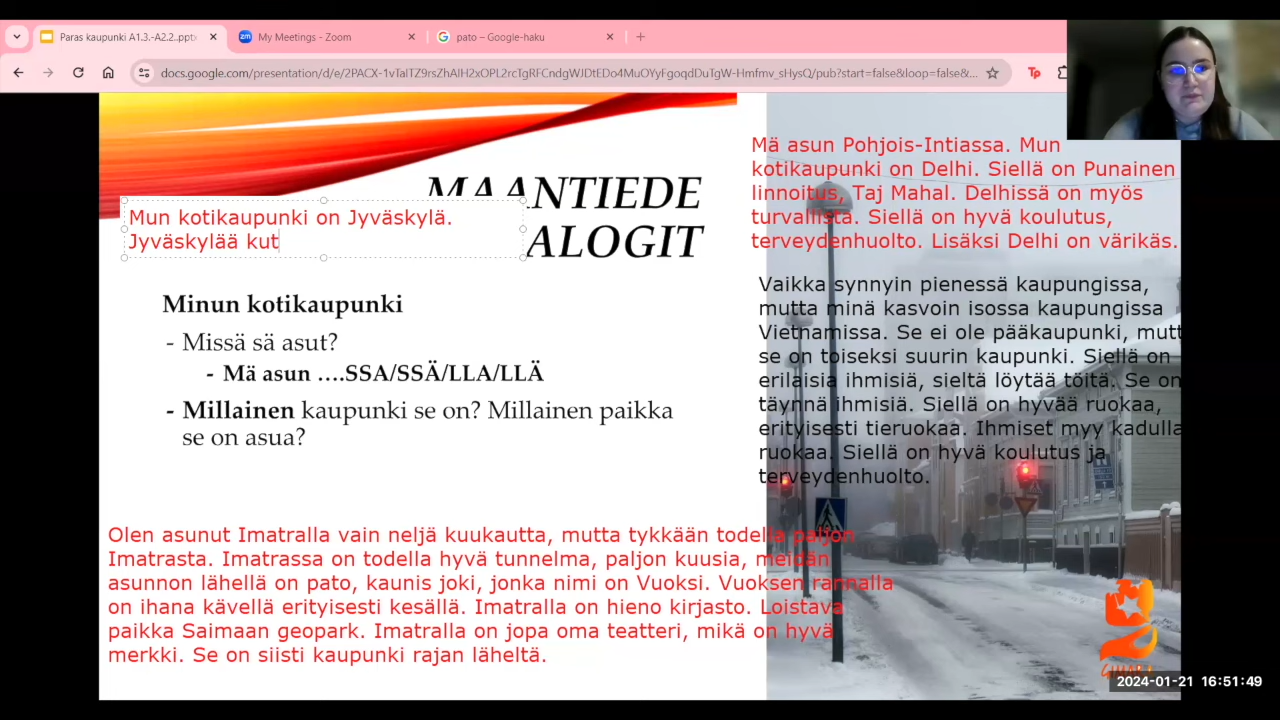 Paras kaupunki A1.3.-A2.2..ppt
My Meetings - Zoom
pato – Google-haku
docs.google.com/presentation/d/e/2PACX-1vTaITZ9rsZhAIH2xOPL2rcTgRFCndgWJDtEDo4MuOYyFgoqdDuTgW-Hmfmv_sHysQ/pub?start=false&loop=false&...
MAANTIEDE
ALOGIT
Mun kotikaupunki on Jyväskylä.
Jyväskylää kut
Minun kotikaupunki
- Missä sä asut?
- Mä asun ….SSA/SSÄ/LLA/LLÄ
- Millainen kaupunki se on? Millainen paikka
se on asua?
Mä asun Pohjois-Intiassa. Mun
kotikaupunki on Delhi. Siellä on Punainen
linnoitus, Taj Mahal. Delhissä on myös
turvallista. Siellä on hyvä koulutus,
terveydenhuolto. Lisäksi Delhi on värikäs.
Vaikka synnyin pienessä kaupungissa,
mutta minä kasvoin isossa kaupungissa
Vietnamissa. Se ei ole pääkaupunki, mutt
se on toiseksi suurin kaupunki. Siellä on
erilaisia ihmisiä, sieltä löytää töitä. Se on
täynnä ihmisiä. Siellä on hyvää ruokaa,
erityisesti tieruokaa. Ihmiset myy kadulla
ruokaa. Siellä on hyvä koulutus ja
terveydenhuolto.
Olen asunut Imatralla vain neljä kuukautta, mutta tykkään todella paljon
Imatrasta. Imatrassa on todella hyvä tunnelma, paljon kuusia, meidän
asunnon lähellä on pato, kaunis joki, jonka nimi on Vuoksi. Vuoksen rannalla
on ihana kävellä erityisesti kesällä. Imatralla on hieno kirjasto. Loistava
paikka Saimaan geopark. Imatralla on jopa oma teatteri, mikä on hyvä
merkki. Se on siisti kaupunki rajan läheltä.
2024-01-21 16:51:49